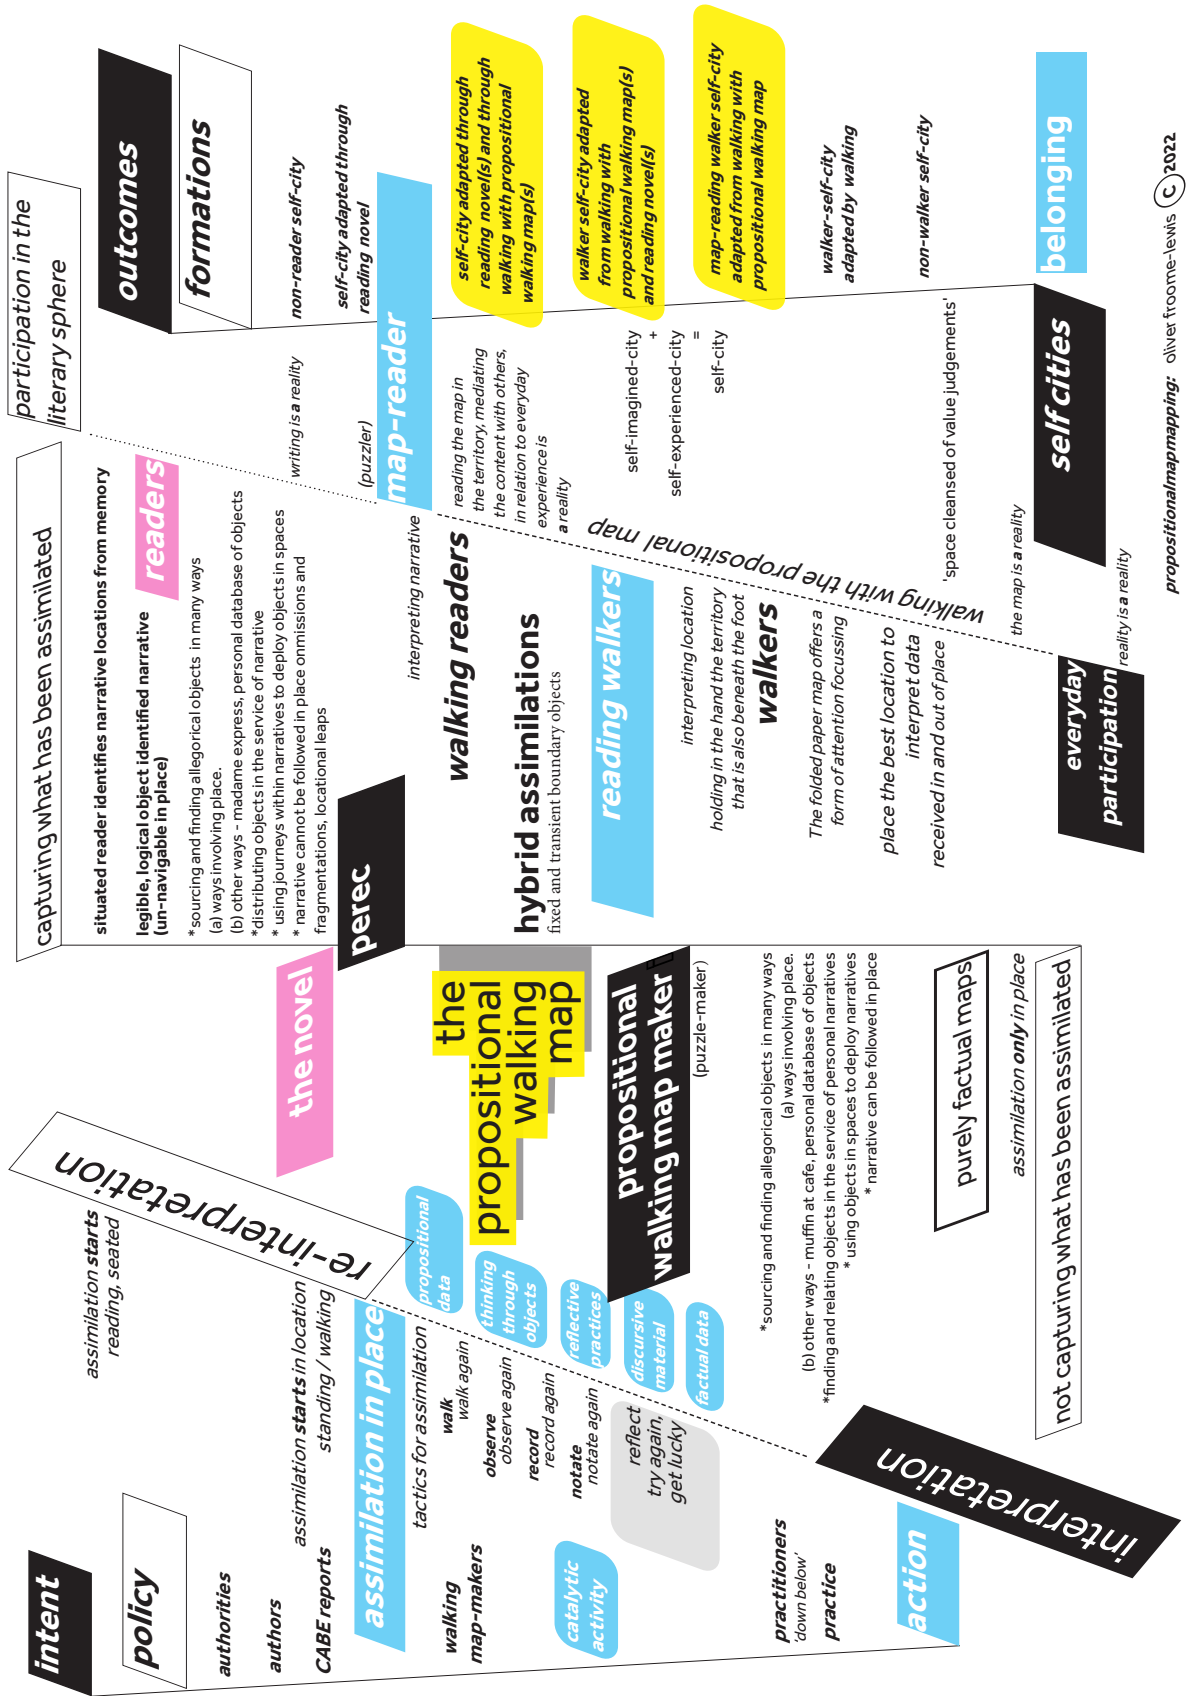 intent
policy
authorities
authors
CABE reports
walking
map-makers
catalytic
activity
practitioners
'down below'
practice
action
assimilation starts
reading, seated
assimilation starts in location
standing / walking
assimilation in place
tactics for assimilation
walk
walk again
observe
observe again
record
record again
notate
notate again
reflect
try again,
get lucky
interpretation
re-interpretation
propositional
data
thinking
through
objects
reflective
practices
discursive
material
factual data
the novel
the
propositional
walking
map
propositional
walking map maker
(puzzle-maker)
*sourcing and finding allegorical objects in many ways
(a) ways involving place.
(b) other ways - muffin at cafe, personal database of objects
*finding and relating objects in the service of personal narratives
* using objects in spaces to deploy narratives
* narrative can be followed in place
purely factual maps
assimilation only in place
not capturing what has been assimilated
capturing what has been assimilated
situated reader identifies narrative locations from memory
legible, logical object identified narrative
(un-navigable in place)
*sourcing and finding allegorical objects in many ways
(a) ways involving place.
(b) other ways - madame express, personal database of objects
*distributing objects in the service of narrative
* using journeys within narratives to deploy objects in spaces
* narrative cannot be followed in place onmissions and
fragmentations, locational leaps
perec
readers
interpreting narrative
walking readers
hybrid assimilations
fixed and transient boundary objects
reading walkers
interpreting location
holding in the hand the territory
that is also beneath the foot
walkers
The folded paper map offers a
form of attention focussing
place the best location to
interpret data
received in and out of place
everyday
participation
walking with the propositional map
participation in the
literary sphere
writing is a reality
(puzzler)
map-reader
reading the map in
the territory, mediating
the content with others,
in relation to everyday
experience is
a reality
self-imagined-city
+
self-experienced-city
=
self-city
'space cleansed of value judgements'
the map is a reality
reality is a reality
self cities
outcomes
formations
non-reader self-city
self-city adapted through
reading novel
self-city adapted through
reading novel(s) and through
walking with propositional
walking map(s)
walker self-city adapted
from walking with
propositional walking map(s)
and reading novel(s)
map-reading walker self-city
adapted from walking with
propositional walking map
walker-self-city
adapted by walking
non-walker self-city
belonging
propositionalmapmapping: oliver froome-lewis C 2022